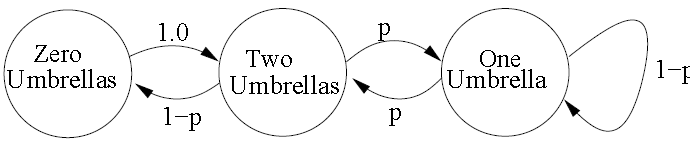 Zero
Umbrellas
1.0
1−p
Two
Umbrellas
p
p
One
Umbrella
1−p